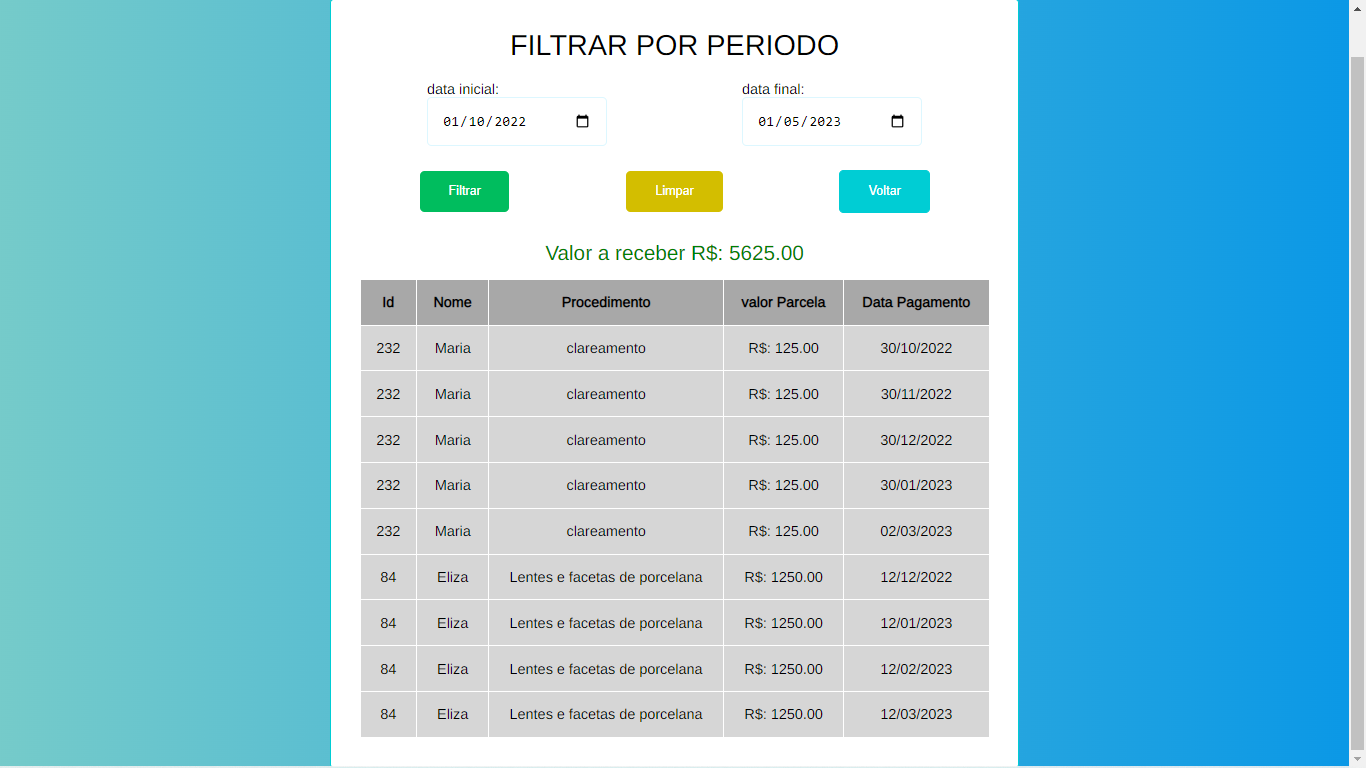 FILTRAR POR PERIODO
data inicial: data final:
01/10/2022 01/05/2023
Filtrar Limpar Voltar
Valor a receber R$: 5625.00
Id Nome Procedimento valor Parcela Data Pagamento
232 Maria clareamento R$: 125.00 30/10/2022
232 Maria clareamento R$: 125.00 30/11/2022
232 Maria clareamento R$: 125.00 30/12/2022
232 Maria clareamento R$: 125.00 30/01/2023
232 Maria clareamento R$: 125.00 02/03/2023
84 Eliza Lentes e facetas de porcelana R$: 1250.00 12/12/2022
84 Eliza Lentes e facetas de porcelana R$: 1250.00 12/01/2023
84 Eliza Lentes e facetas de porcelana R$: 1250.00 12/02/2023
84 Eliza Lentes e facetas de porcelana R$: 1250.00 12/03/2023